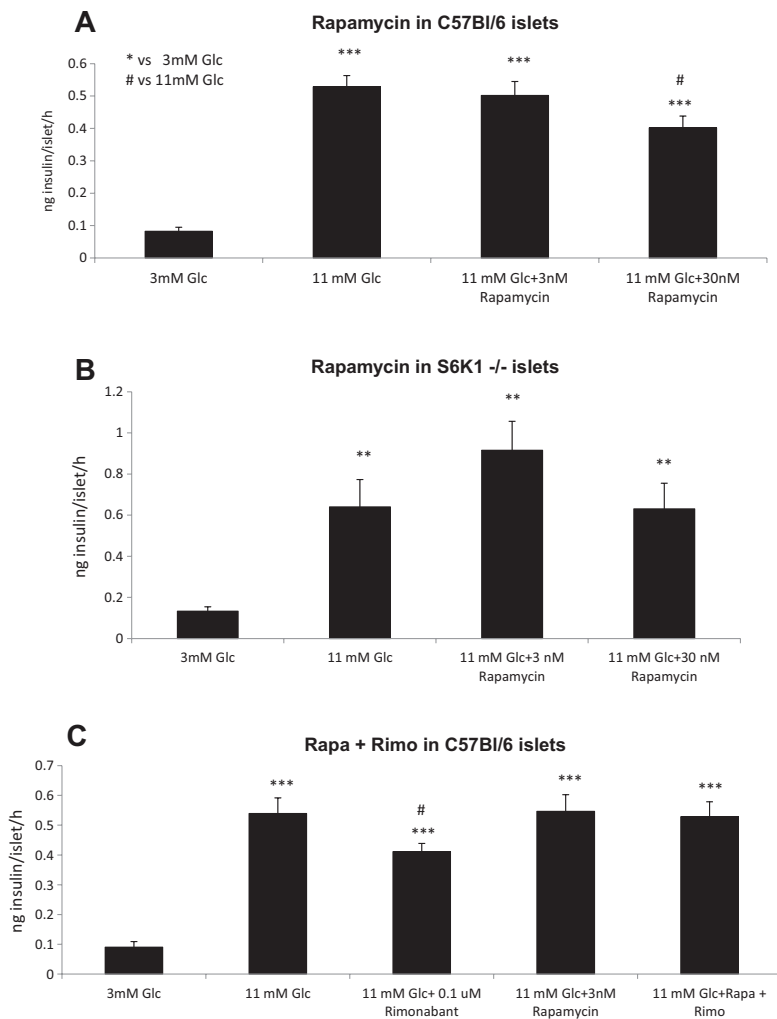 A
Rapamycin in C57Bl/6 islets
* vs 3mM Glc
# vs 11mM Glc
ng insulin/islet/h
0.6
0.5
0.4
0.3
0.2
0.1
0
***
***
#
***
3mM Glc
11 mM Glc
11 mM Glc+3nM
Rapamycin
11 mM Glc+30nM
Rapamycin
B
Rapamycin in S6K1 -/- islets
ng insulin/islet/h
1.2
1
0.8
0.6
0.4
0.2
0
**
**
**
3mM Glc
11 mM Glc
11 mM Glc+3 nM
Rapamycin
11 mM Glc+30 nM
Rapamycin
C
Rapa + Rimo in C57Bl/6 islets
ng insulin/islet/h
0.7
0.6
0.5
0.4
0.3
0.2
0.1
0
***
#
***
***
***
3mM Glc
11 mM Glc
11 mM Glc+ 0.1 uM
Rimonabant
11 mM Glc+3nM
Rapamycin
11 mM Glc+Rapa +
Rimo